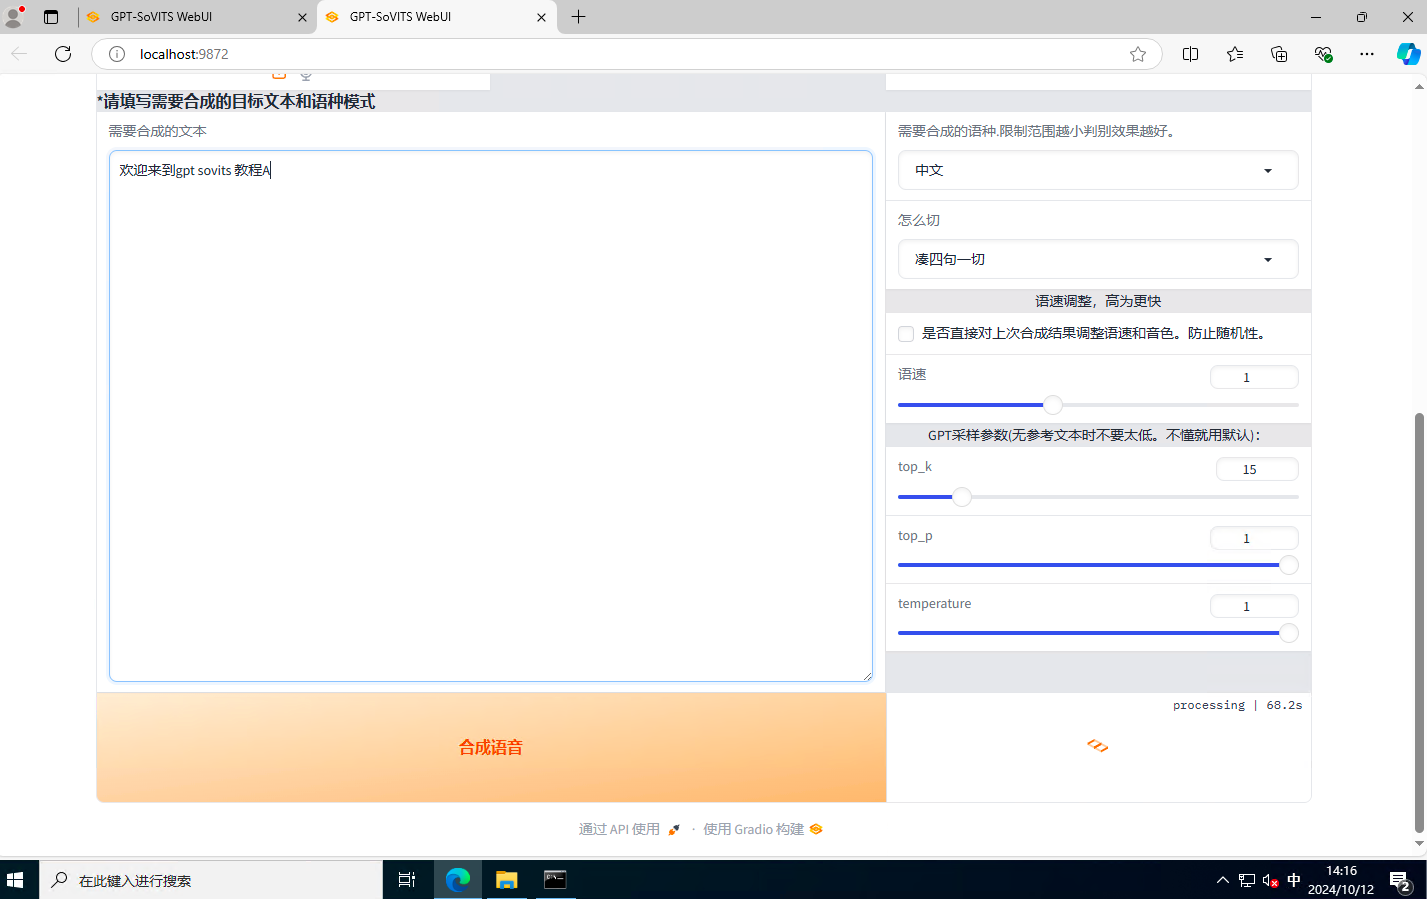 GPT-SoVITS WebUI
GPT-SoVITS WebUI
localhost:9872
*请填写需要合成的目标文本和语种模式
需要合成的文本
欢迎来到gpt sovits 教程A
需要合成的语种.限制范围越小判别效果越好。
中文
怎么切
凑四句一切
语速调整，高为更快
是否直接对上次合成结果调整语速和音色。防止随机性。
语速
1
GPT采样参数(无参考文本时不要太低。不懂就用默认)：
top_k
15
top_p
1
temperature
1
合成语音
processing | 68.2s
通过 API 使用 · 使用 Gradio 构建
在此键入进行搜索
中
14:16
2024/10/12
2